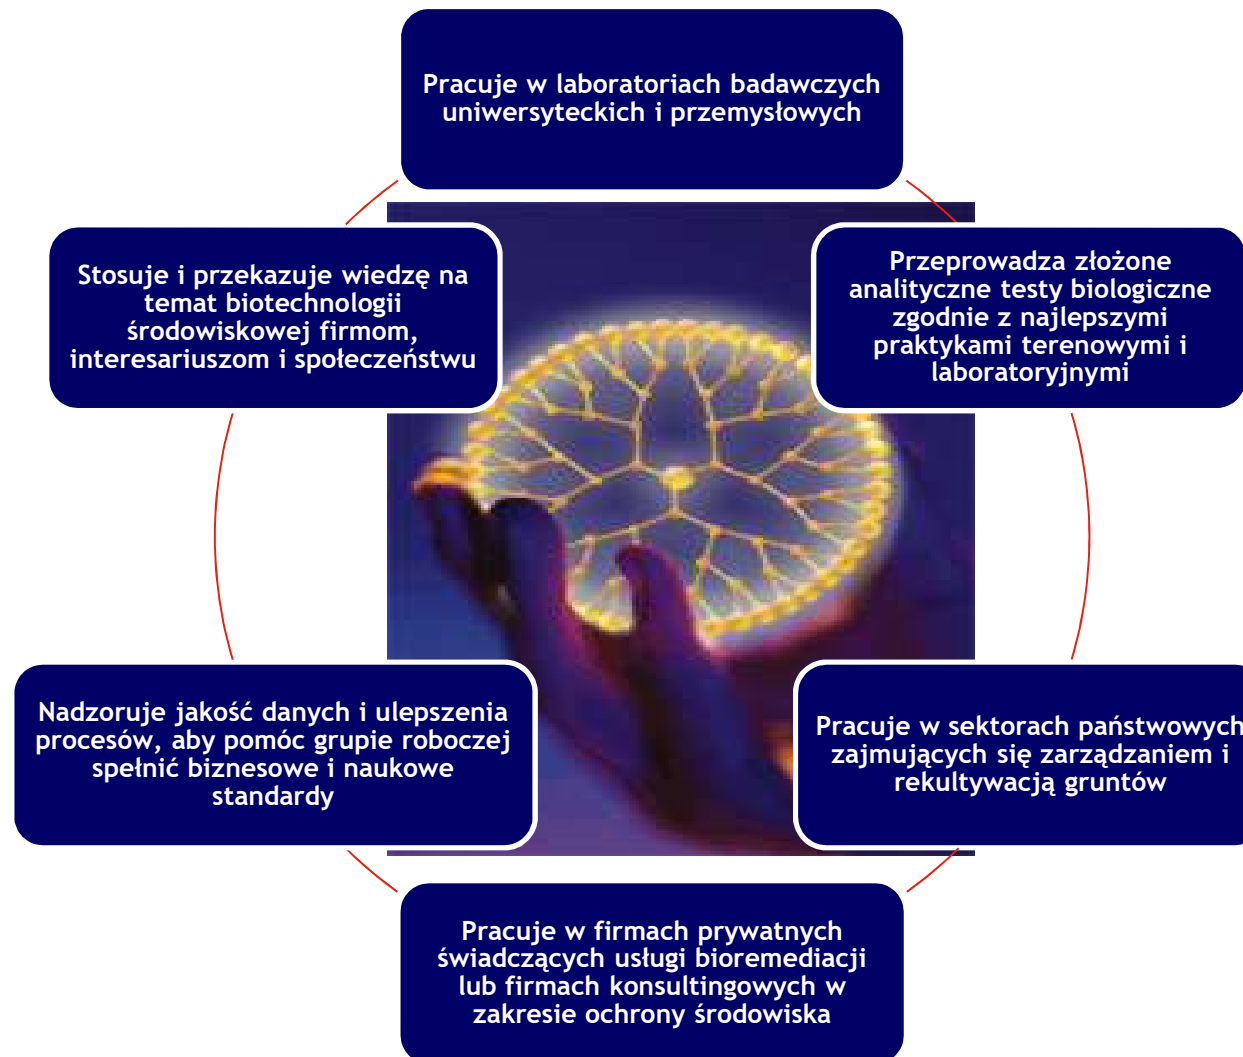 Pracuje w laboratoriach badawczych
uniwersyteckich i przemysłowych
Przeprowadza złożone
analityczne testy biologiczne
zgodnie z najlepszymi
praktykami terenowymi i
laboratoryjnymi
Pracuje w sektorach państwowych
zajmujących się zarządzaniem i
rekultywacją gruntów
Pracuje w firmach prywatnych
świadczących usługi bioremediacji
lub firmach konsultingowych w
zakresie ochrony środowiska
Nadzoruje jakość danych i ulepszenia
procesów, aby pomóc grupie roboczej
spełnić biznesowe i naukowe
standardy
Stosuje i przekazuje wiedzę na
temat biotechnologii
środowiskowej firmom,
interesariuszom i społeczeństwu